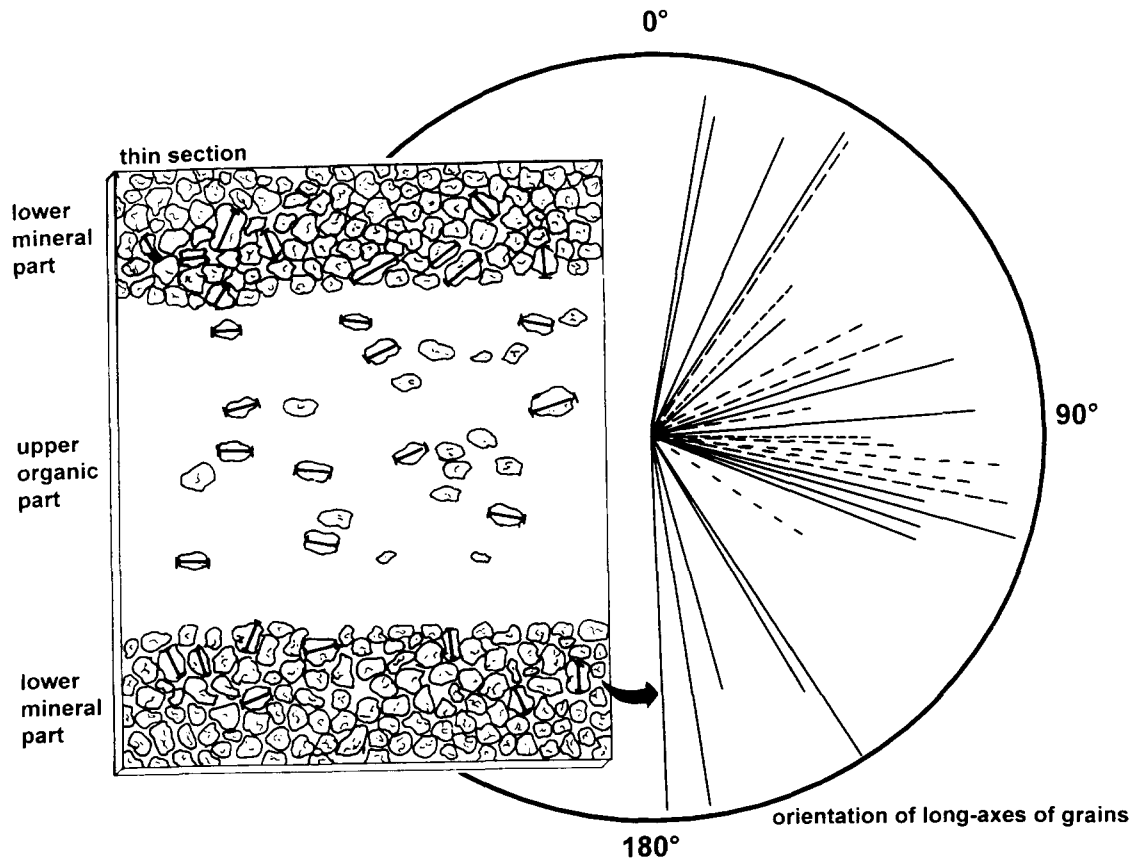 0°
thin section
lower
mineral
part
90°
upper
organic
part
lower
mineral
part
orientation of long-axes of grains
180°